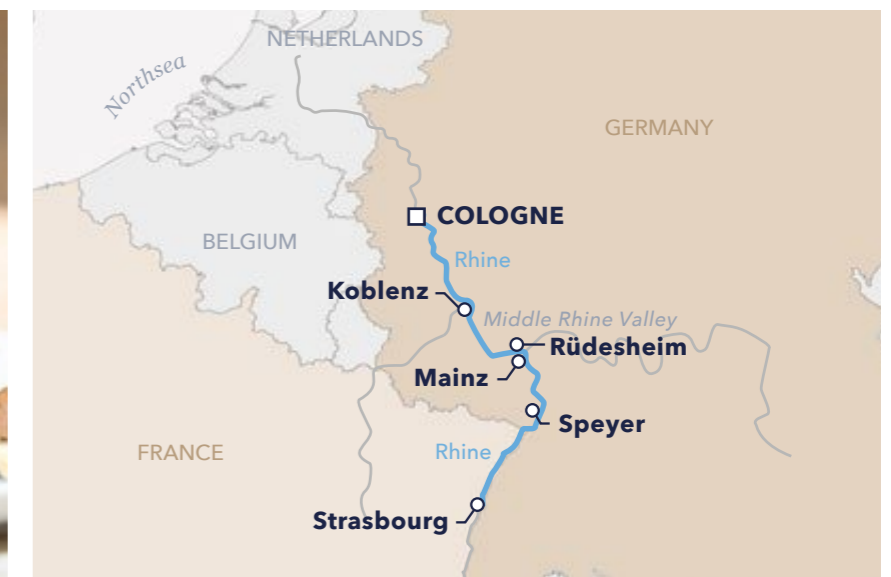 NETHERLANDS
Northsea
GERMANY
COLOGNE
BELGIUM
Rhine
Koblenz
Middle Rhine Valley
Rüdesheim
Mainz
Speyer
FRANCE
Rhine
Strasbourg